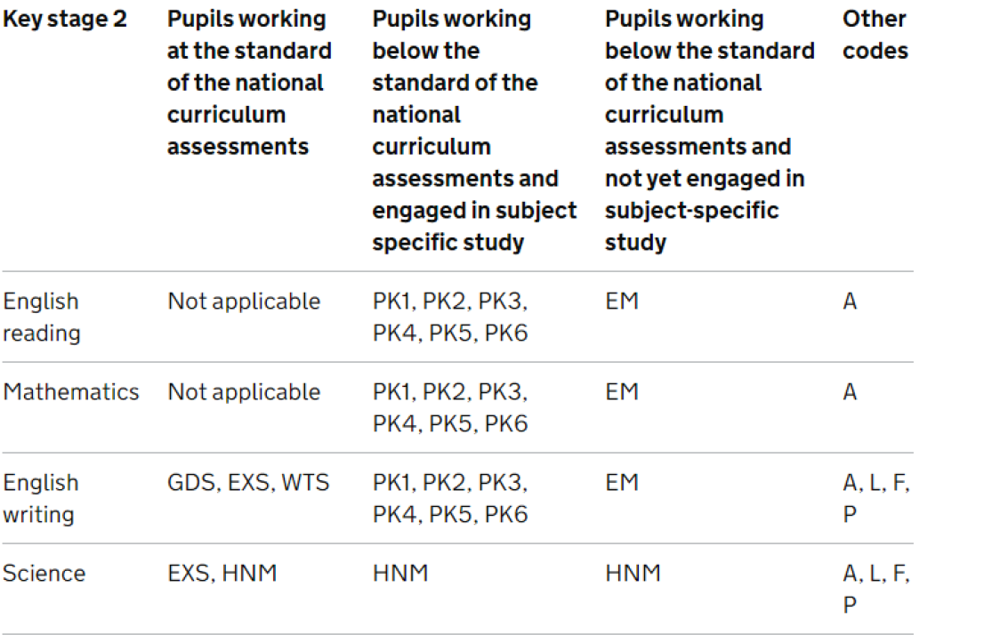 Key stage 2
Pupils working
at the standard
of the national
curriculum
assessments
Pupils working
below the
standard of the
national
curriculum
assessments and
engaged in subject
specific study
Pupils working
below the standard
of the national
curriculum
assessments and
not yet engaged in
subject-specific
study
Other
codes
English
reading
Not applicable
PK1, PK2, PK3,
PK4, PK5, PK6
EM
A
Mathematics
Not applicable
PK1, PK2, PK3,
PK4, PK5, PK6
EM
A
English
writing
GDS, EXS, WTS
PK1, PK2, PK3,
PK4, PK5, PK6
EM
A, L, F,
P
Science
EXS, HNM
HNM
HNM
A, L, F,
P